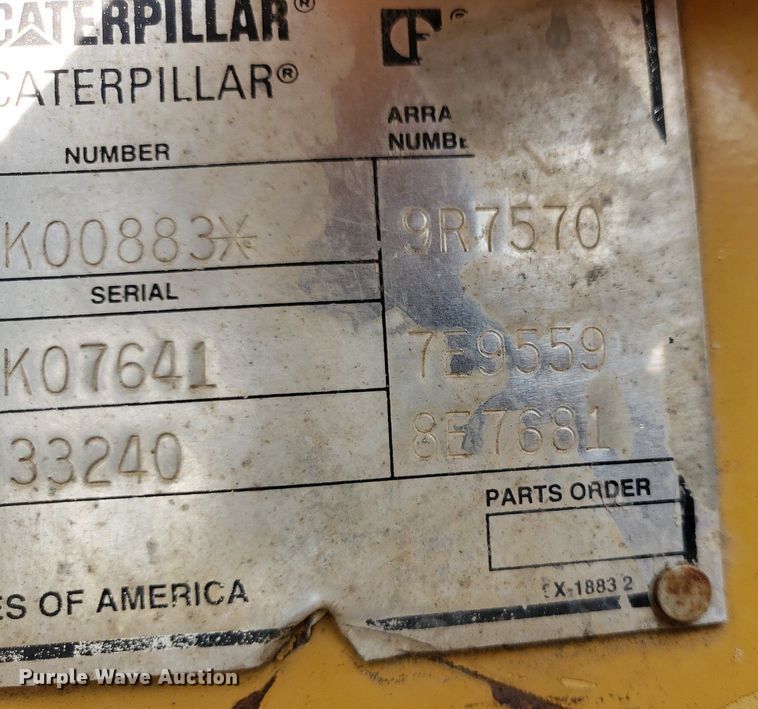 CATERPILLAR®
CATERPILLAR®
ARRA
NUMBE
NUMBER
K00883* 9R7570
SERIAL
K07641 7E9559
33240 8E7681
PARTS ORDER
ES OF AMERICA
X-1883 2
Purple Wave Auction